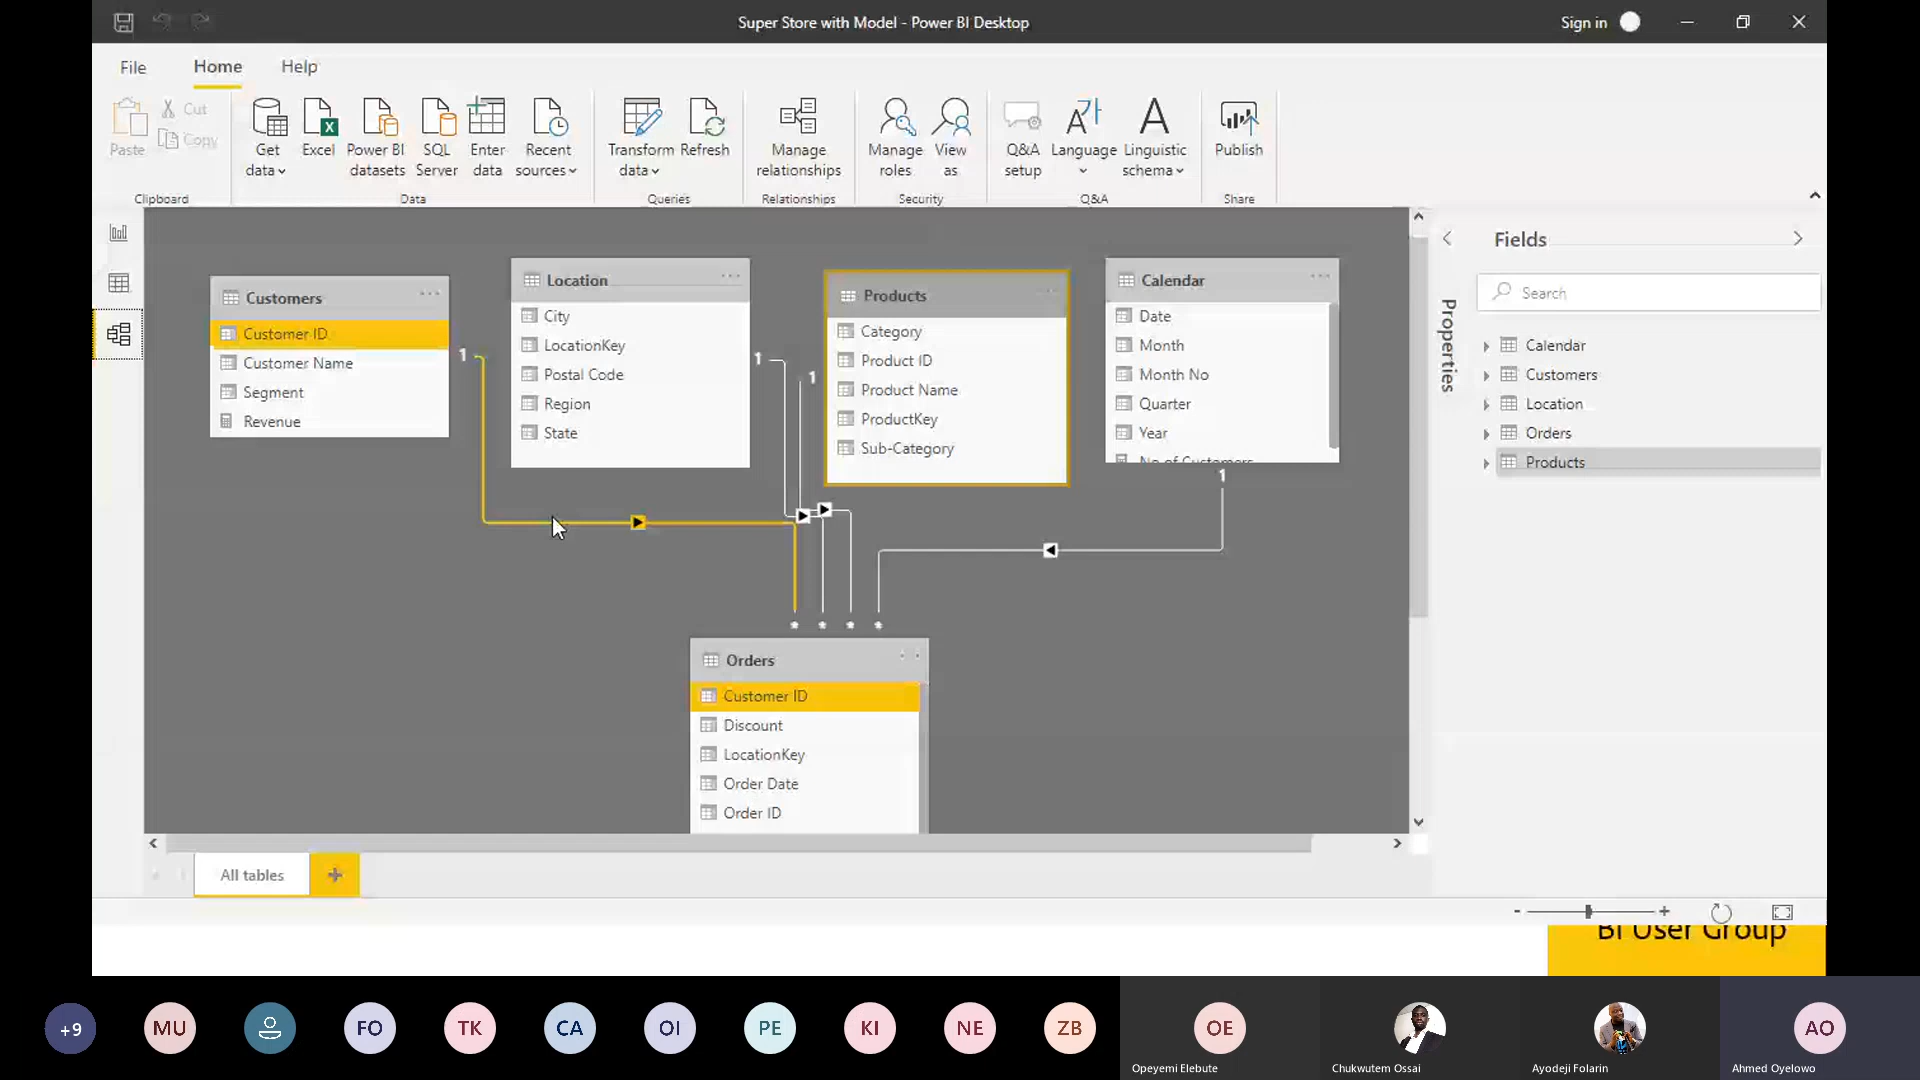 Super Store with Model - Power BI Desktop
Sign in
File Home Help
Paste
Cut
Copy
Get data
Excel
Power BI datasets
SQL Server
Enter data
Recent sources
Transform data
Refresh
Manage relationships
Manage roles
View as
Q&A setup
Language
Linguistic schema
Publish
Clipboard
Data
Queries
Relationships
Security
Q&A
Share
Customers
Customer ID
Customer Name
Segment
Revenue
1
Location
City
LocationKey
Postal Code
Region
State
1
1
Products
Category
Product ID
Product Name
ProductKey
Sub-Category
Calendar
Date
Month
Month No
Quarter
Year
No of Customers
1
* * * *
Orders
Customer ID
Discount
LocationKey
Order Date
Order ID
Properties
Fields
Search
Calendar
Customers
Location
Orders
Products
All tables
BI User Group
+9
MU
FO
TK
CA
OI
PE
KI
NE
ZB
OE
AO
Opeyemi Elebute
Chukwutem Ossai
Ayodeji Folarin
Ahmed Oyelowo